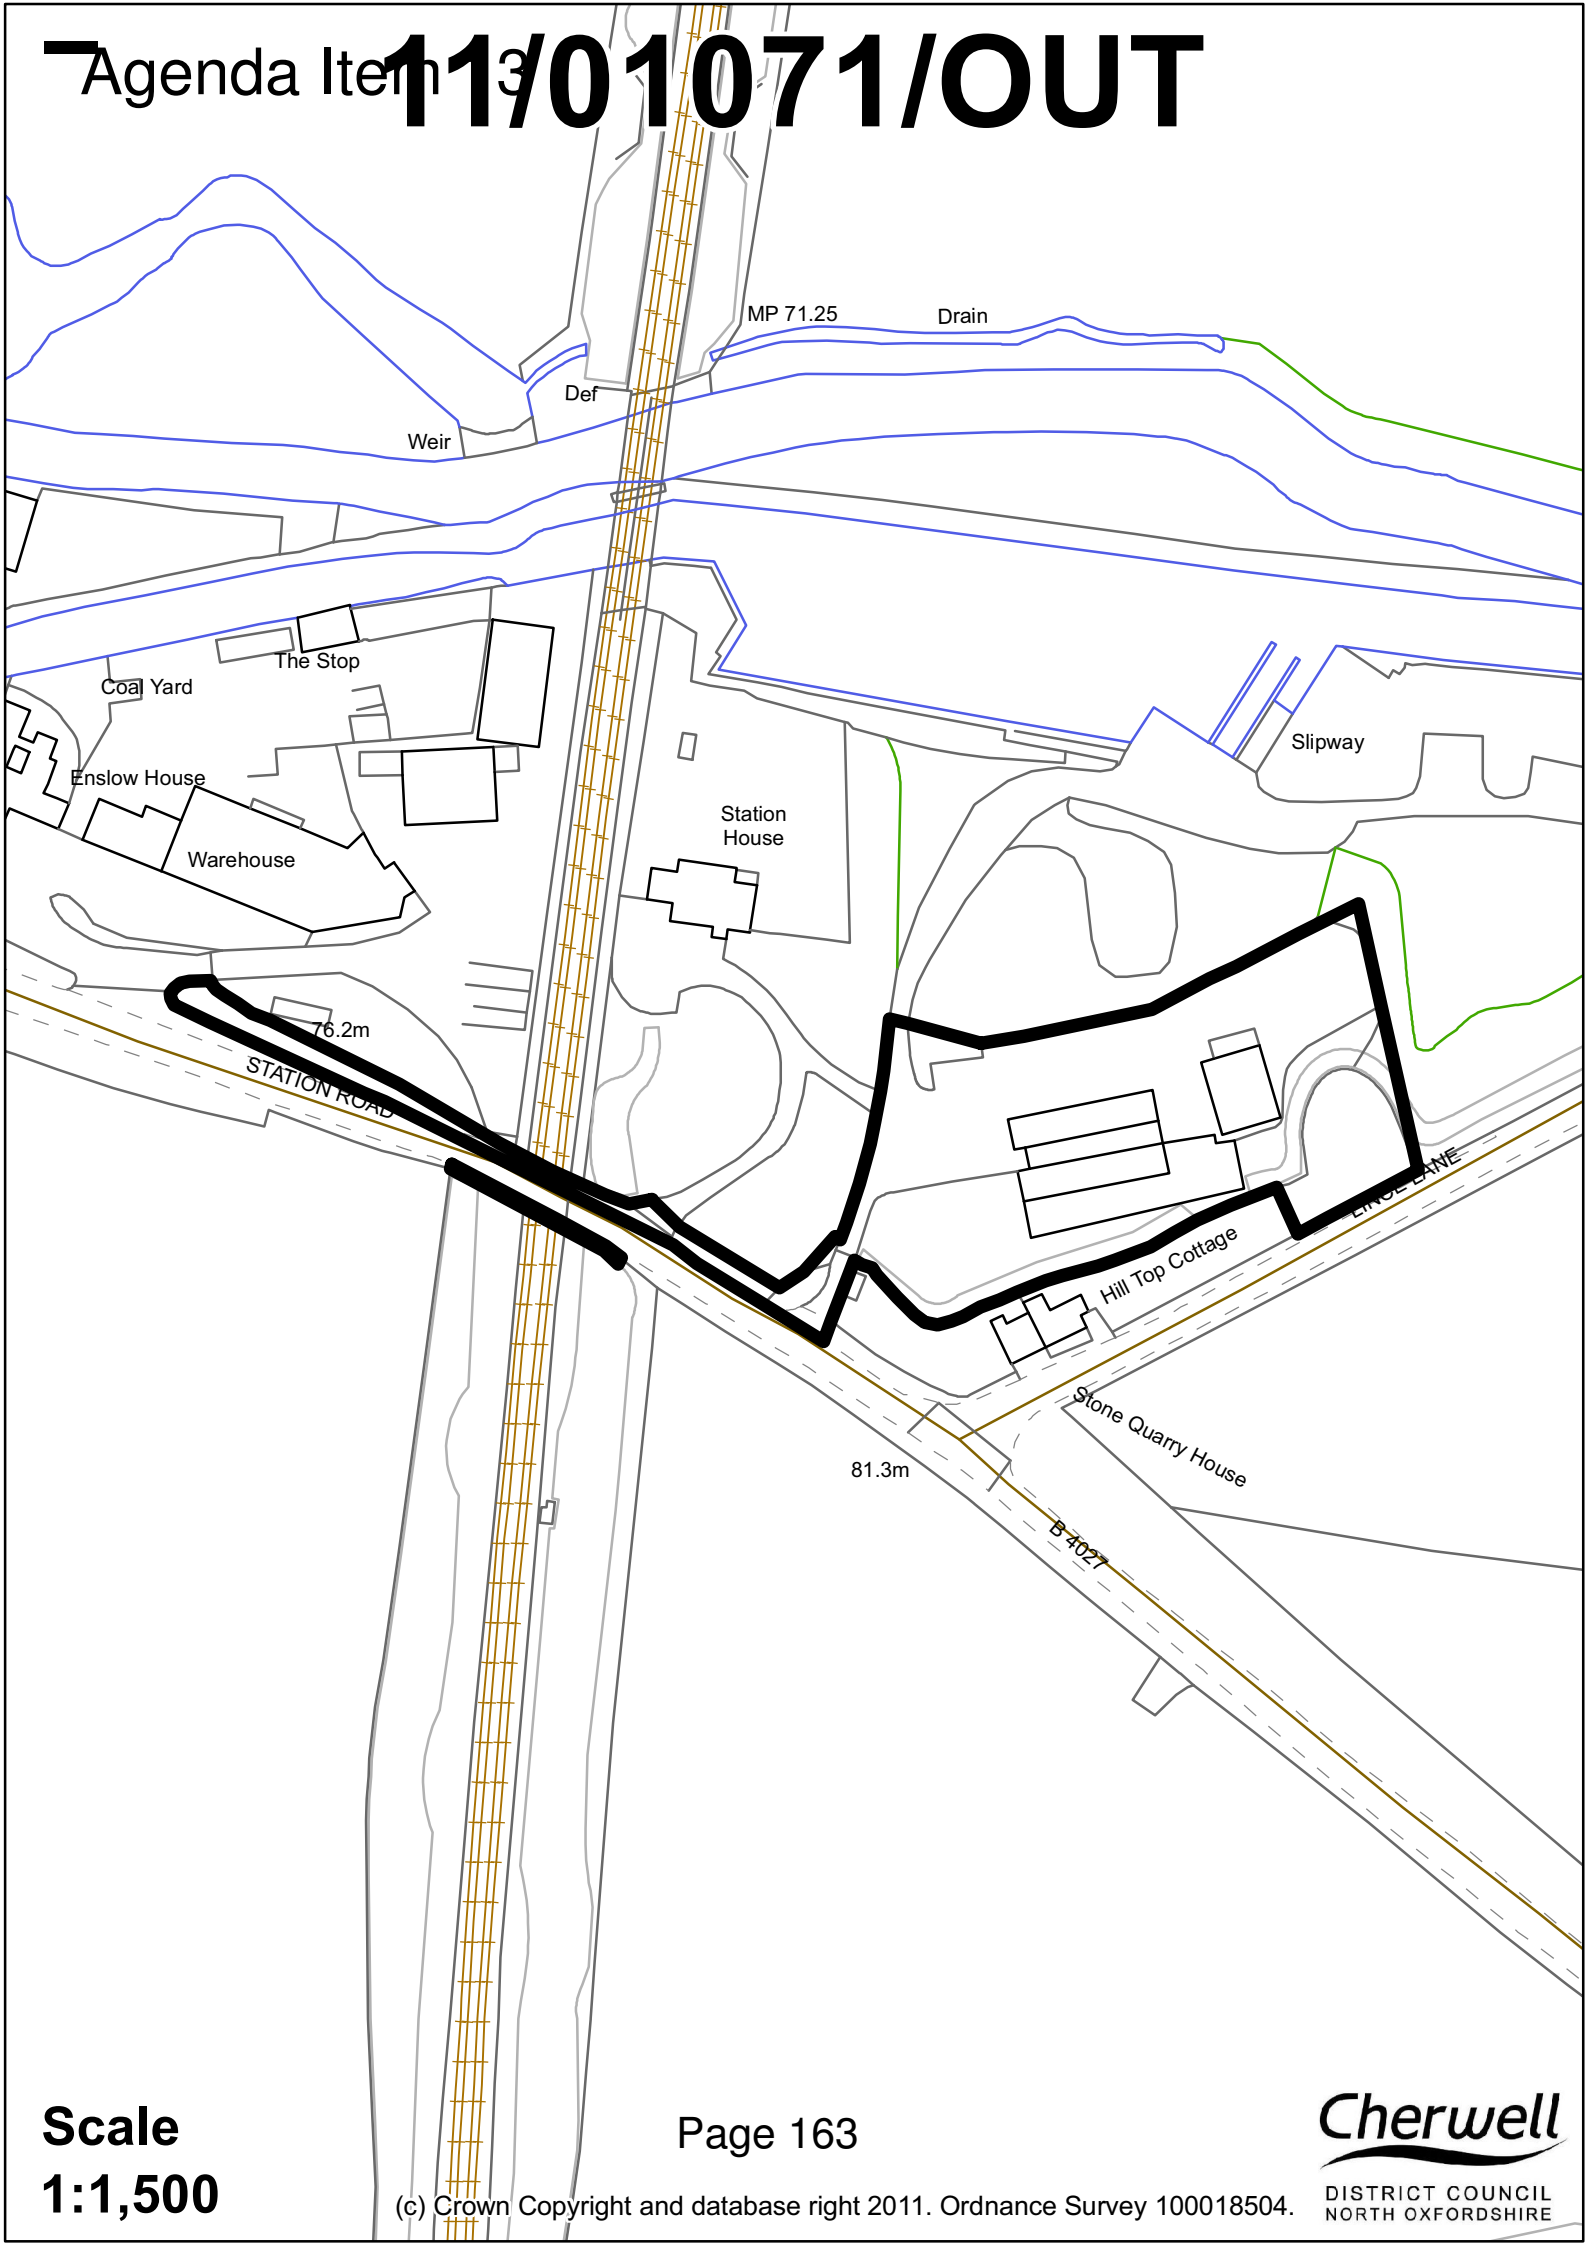 Agenda Item 13
11/01071/OUT
MP 71.25
Drain
Def
Weir
The Stop
Coal Yard
Slipway
Enslow House
Station
House
Warehouse
76.2m
STATION ROAD
LINCE LANE
Hill Top Cottage
Stone Quarry House
81.3m
B 4027
Scale
1:1,500
Page 163
(c) Crown Copyright and database right 2011. Ordnance Survey 100018504.
Cherwell
DISTRICT COUNCIL
NORTH OXFORDSHIRE